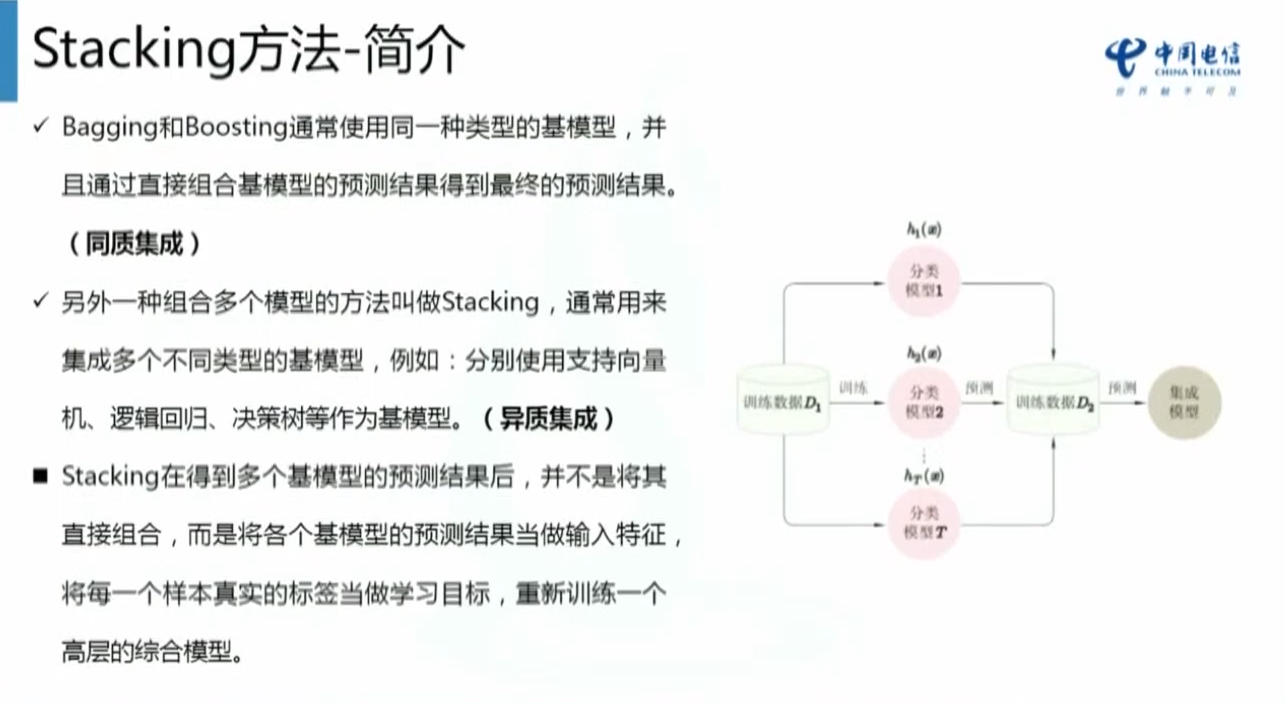 Stacking方法-简介
中国电信
CHINA TELECOM
世界触手可及
✓ Bagging和Boosting通常使用同一种类型的基模型，并
且通过直接组合基模型的预测结果得到最终的预测结果。
（同质集成）
✓ 另外一种组合多个模型的方法叫做Stacking，通常用来
集成多个不同类型的基模型，例如：分别使用支持向量
机、逻辑回归、决策树等作为基模型。（异质集成）
■ Stacking在得到多个基模型的预测结果后，并不是将其
直接组合，而是将各个基模型的预测结果当做输入特征，
将每一个样本真实的标签当做学习目标，重新训练一个
高层的综合模型。
h₁(x)
分类
模型1
h₂(x)
训练数据D₁
训练
分类
模型2
预测
训练数据D₂
预测
集成
模型
⋮
h_T(x)
分类
模型T